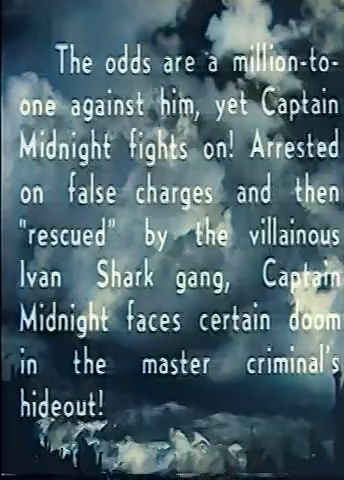 The odds are a million-to-
one against him, yet Captain
Midnight fights on! Arrested
on false charges and then
"rescued" by the villainous
Ivan Shark gang, Captain
Midnight faces certain doom
in the master criminal's
hideout!